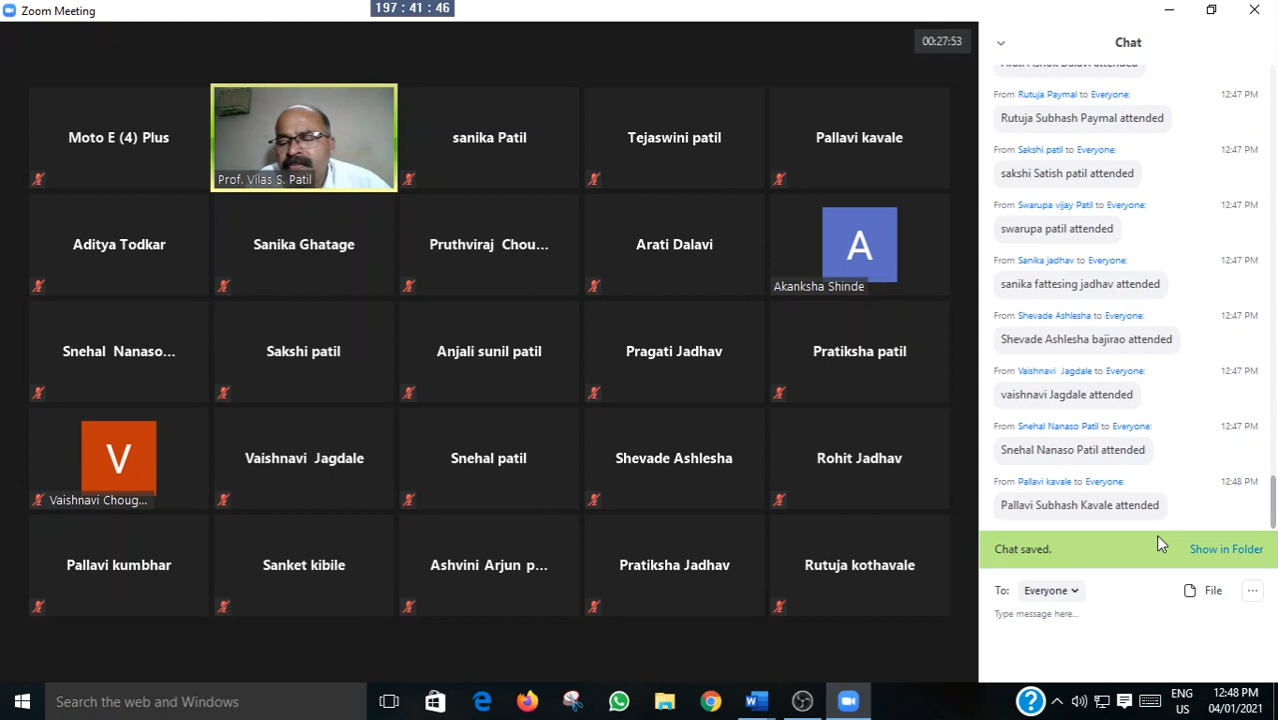 Zoom Meeting
197 : 41 : 46
00:27:53
Moto E (4) Plus
Prof. Vilas S. Patil
sanika Patil
Tejaswini patil
Pallavi kavale
Aditya Todkar
Sanika Ghatage
Pruthviraj Chou...
Arati Dalavi
A
Akanksha Shinde
Snehal Nanaso...
Sakshi patil
Anjali sunil patil
Pragati Jadhav
Pratiksha patil
V
Vaishnavi Choug...
Vaishnavi Jagdale
Snehal patil
Shevade Ashlesha
Rohit Jadhav
Pallavi kumbhar
Sanket kibile
Ashvini Arjun p...
Pratiksha Jadhav
Rutuja kothavale
Chat
Arati Ashok Dalavi attended
From Rutuja Paymal to Everyone: 12:47 PM
Rutuja Subhash Paymal attended
From Sakshi patil to Everyone: 12:47 PM
sakshi Satish patil attended
From Swarupa vijay Patil to Everyone: 12:47 PM
swarupa patil attended
From Sanika jadhav to Everyone: 12:47 PM
sanika fattesing jadhav attended
From Shevade Ashlesha to Everyone: 12:47 PM
Shevade Ashlesha bajirao attended
From Vaishnavi Jagdale to Everyone: 12:47 PM
vaishnavi Jagdale attended
From Snehal Nanaso Patil to Everyone: 12:47 PM
Snehal Nanaso Patil attended
From Pallavi kavale to Everyone: 12:48 PM
Pallavi Subhash Kavale attended
Chat saved. Show in Folder
To: Everyone File ...
Type message here...
Search the web and Windows
ENG 12:48 PM
US 04/01/2021